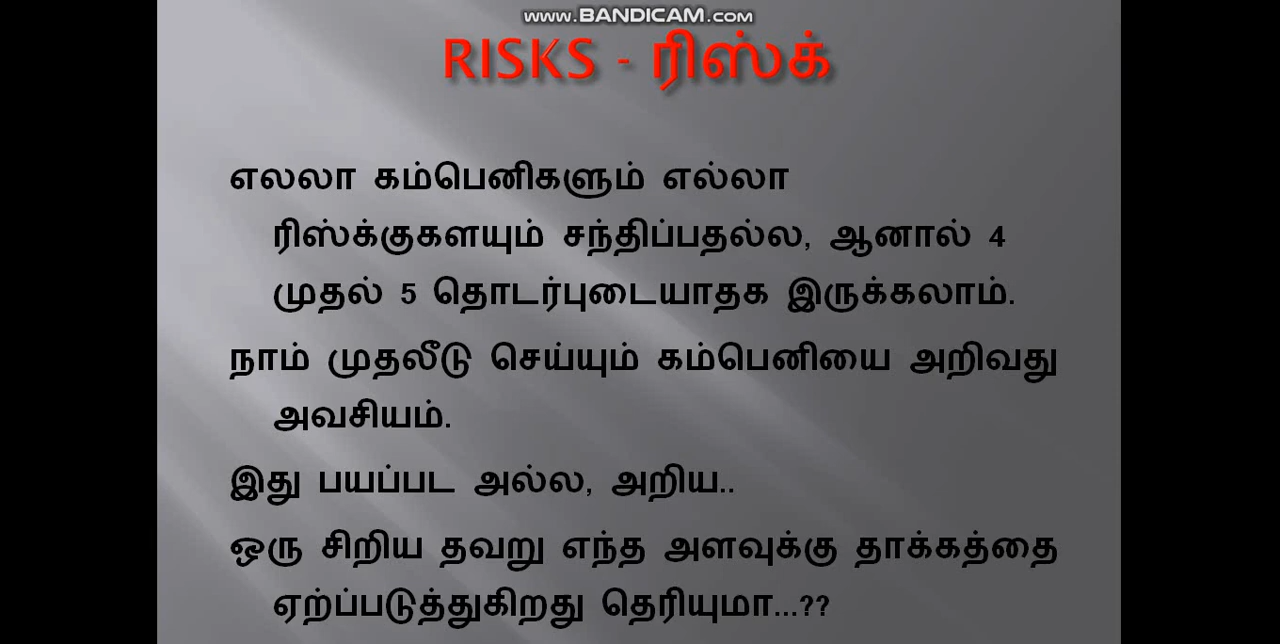 www.BANDICAM.com
RISKS - ரிஸ்க்
எலலா கம்பெனிகளும் எல்லா
ரிஸ்க்குகளயும் சந்திப்பதல்ல, ஆனால் 4
முதல் 5 தொடர்புடையாதக இருக்கலாம்.
நாம் முதலீடு செய்யும் கம்பெனியை அறிவது
அவசியம்.
இது பயப்பட அல்ல, அறிய..
ஒரு சிறிய தவறு எந்த அளவுக்கு தாக்கத்தை
ஏற்ப்படுத்துகிறது தெரியுமா...??